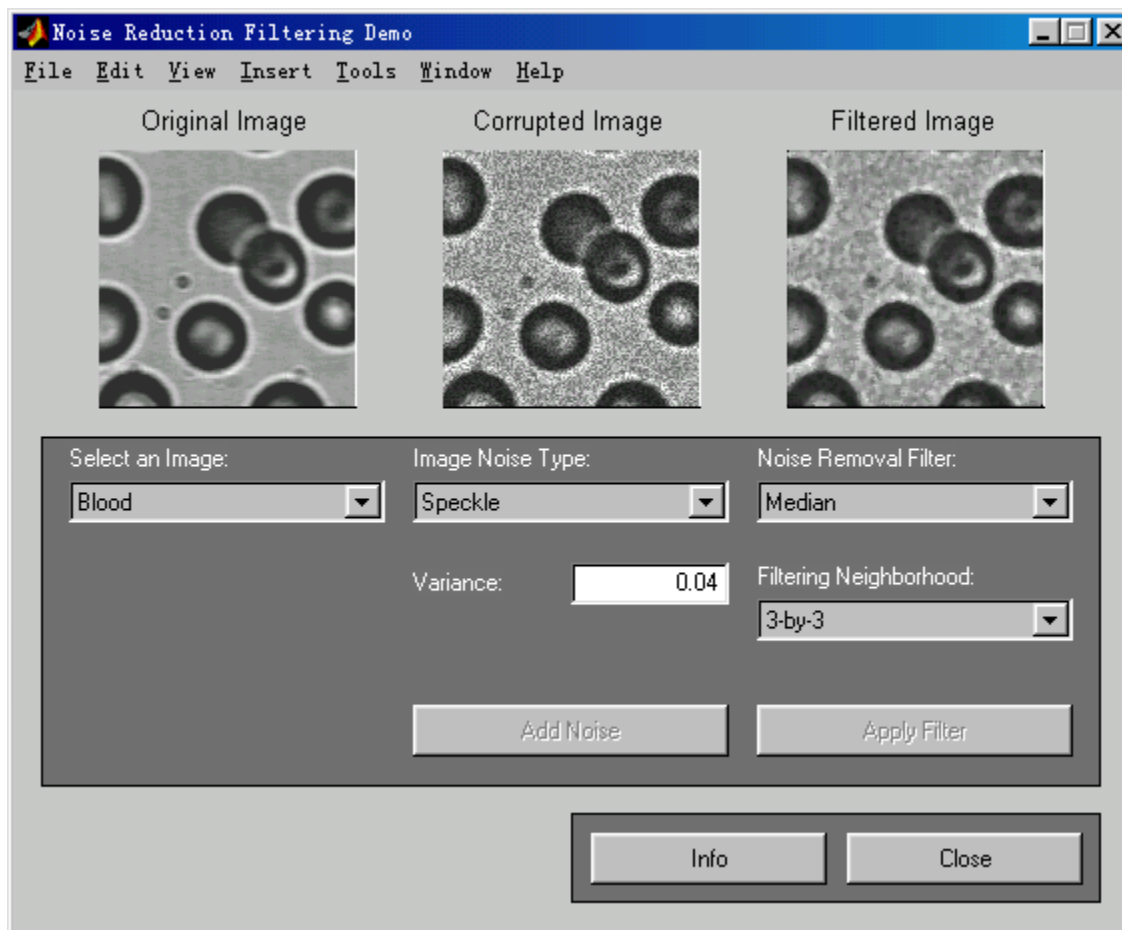 Noise Reduction Filtering Demo
File Edit View Insert Tools Window Help
Original Image Corrupted Image Filtered Image
Select an Image: Image Noise Type: Noise Removal Filter:
Blood Speckle Median
Variance: 0.04 Filtering Neighborhood:
3-by-3
Add Noise Apply Filter
Info Close